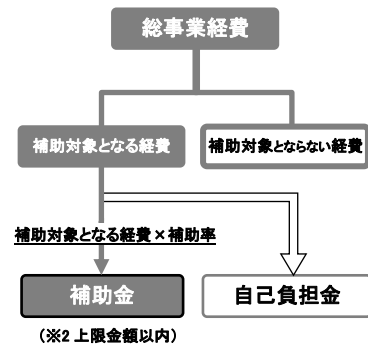 総事業経費
補助対象となる経費
補助対象とならない経費
補助対象となる経費×補助率
補助金
自己負担金
(※2 上限金額以内)